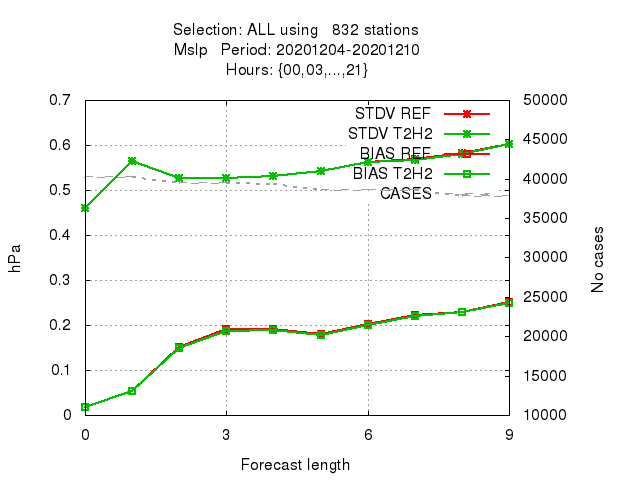 Selection: ALL using 832 stations
Mslp Period: 20201204-20201210
Hours: {00,03,...,21}
0.7
0.6
0.5
0.4
0.3
0.2
0.1
0
hPa
STDV REF
STDV T2H2
BIAS REF
BIAS T2H2
CASES
50000
45000
40000
35000
30000
25000
20000
15000
10000
No cases
0
3
6
9
Forecast length